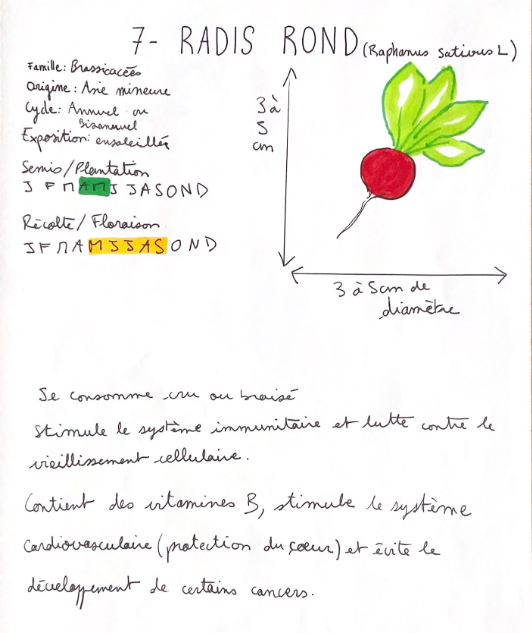 7- RADIS ROND (Raphanus sativus L)
Famille: Brassicacées
Origine: Asie mineure
Cycle: Annuel ou
Bisannuel
Exposition: ensoleillée
Semis/Plantation
J F M A M J J A S O N D
Récolte/Floraison
J F M A M J J A S O N D
3 à
5
cm
3 à 5cm de
diamètre
Se consomme cru ou braisé
Stimule le système immunitaire et lutte contre le
vieillissement cellulaire.
Contient des vitamines B, stimule le système
cardiovasculaire (protection du coeur) et évite le
développement de certains cancers.